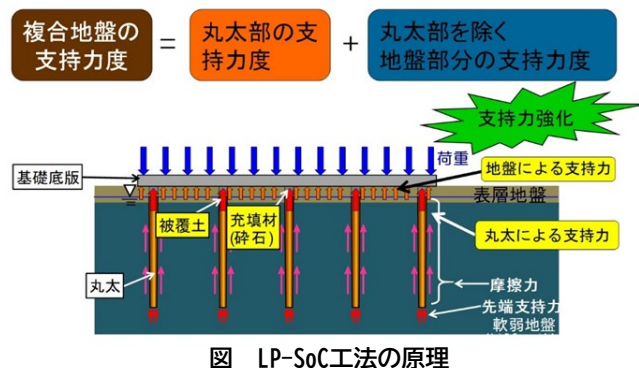 複合地盤の
支持力度
=
丸太部の支
持力度
+
丸太部を除く
地盤部分の支持力度
支持力強化
荷重
基礎底版
地盤による支持力
表層地盤
被覆土
充填材
(砕石)
丸太による支持力
丸太
摩擦力
先端支持力
軟弱地盤
図 LP-SoC工法の原理